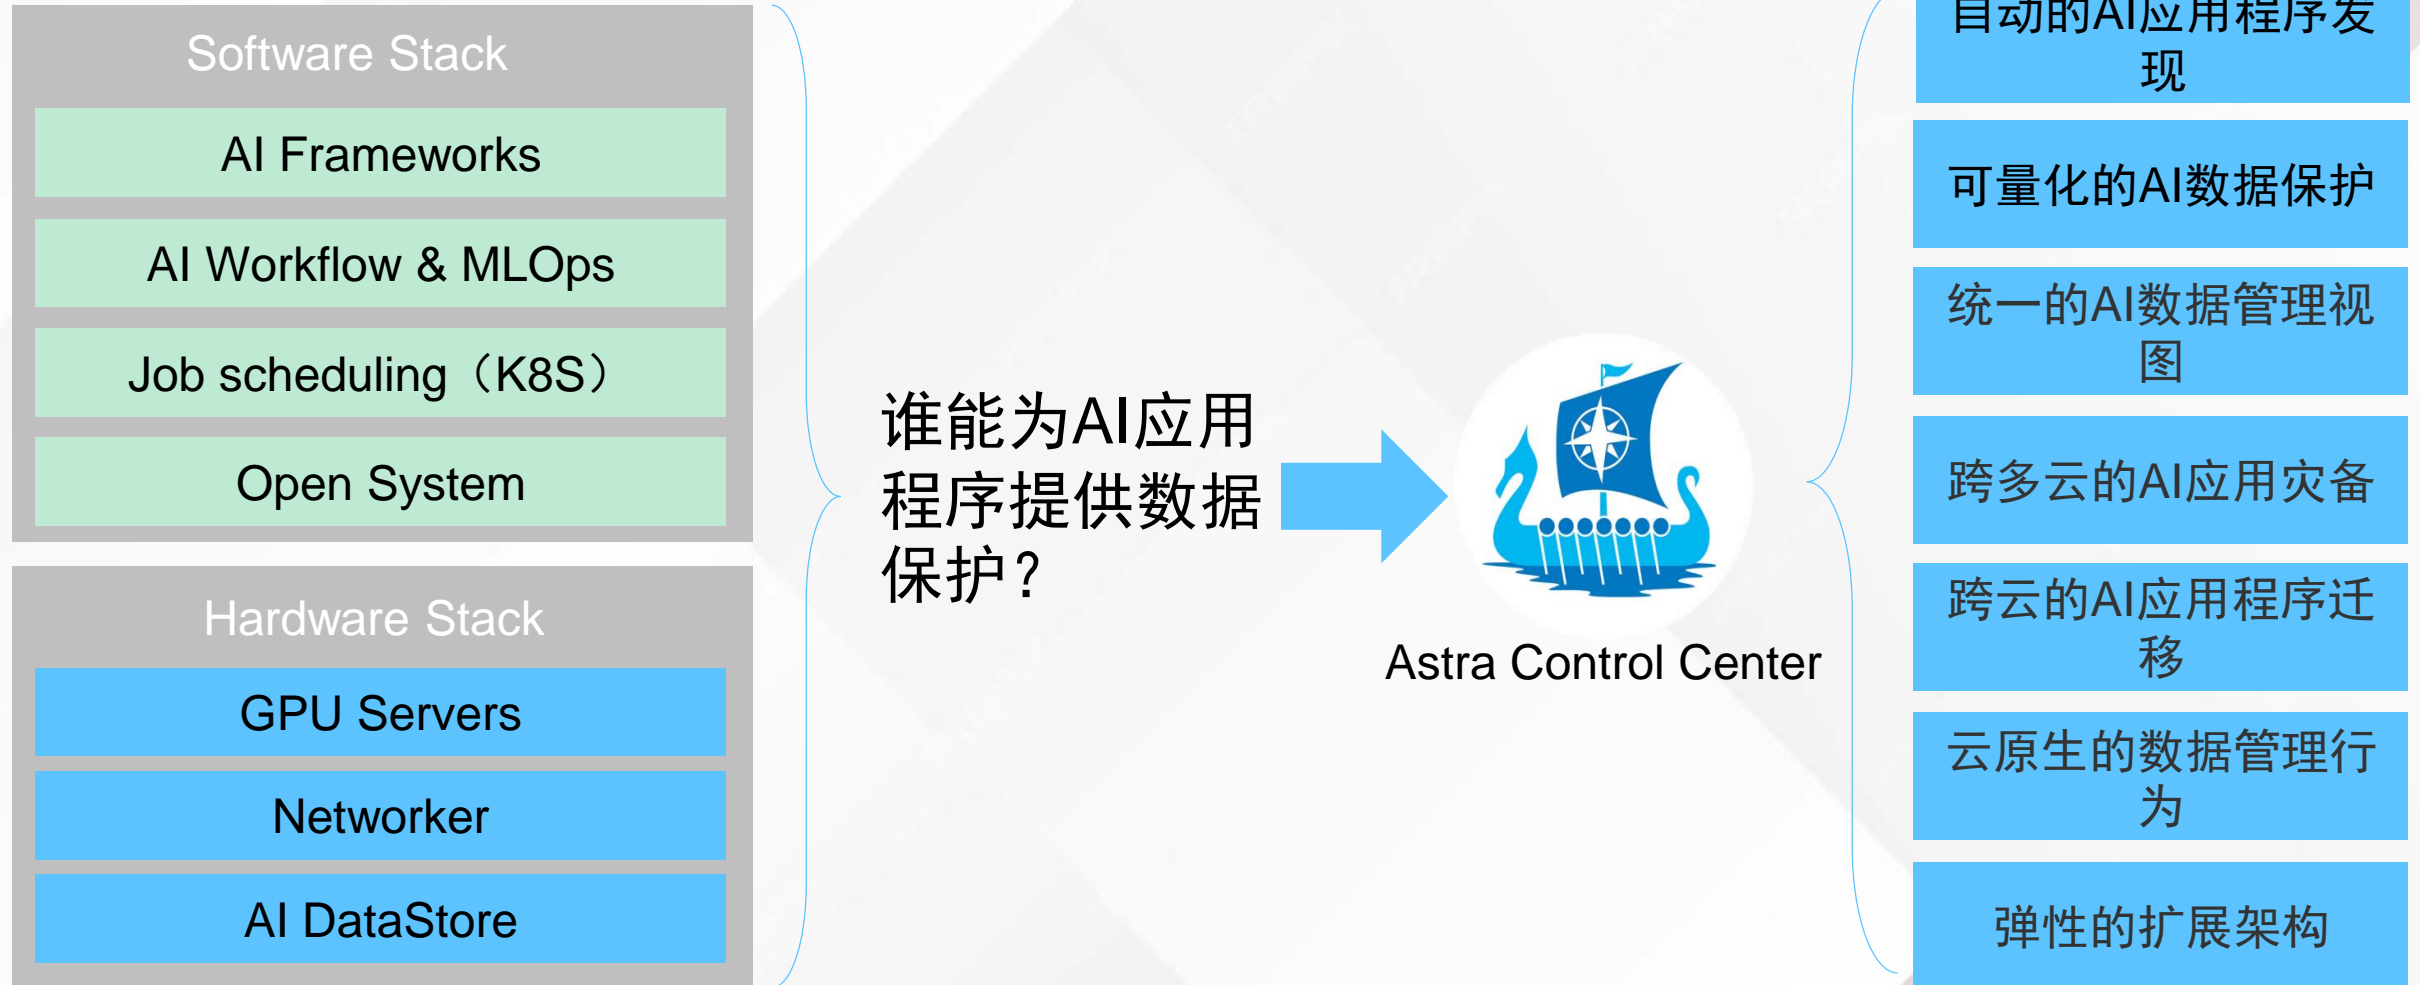 Software Stack
AI Frameworks
AI Workflow & MLOps
Job scheduling（K8S）
Open System
Hardware Stack
GPU Servers
Networker
AI DataStore
谁能为AI应用
程序提供数据
保护？
Astra Control Center
自动的AI应用程序发
现
可量化的AI数据保护
统一的AI数据管理视
图
跨多云的AI应用灾备
跨云的AI应用程序迁
移
云原生的数据管理行
为
弹性的扩展架构